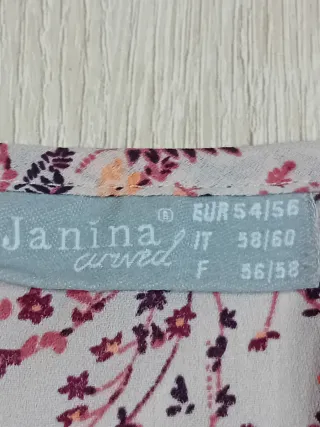 Janina ®
curved
EUR 54/56
IT 58/60
F 56/58